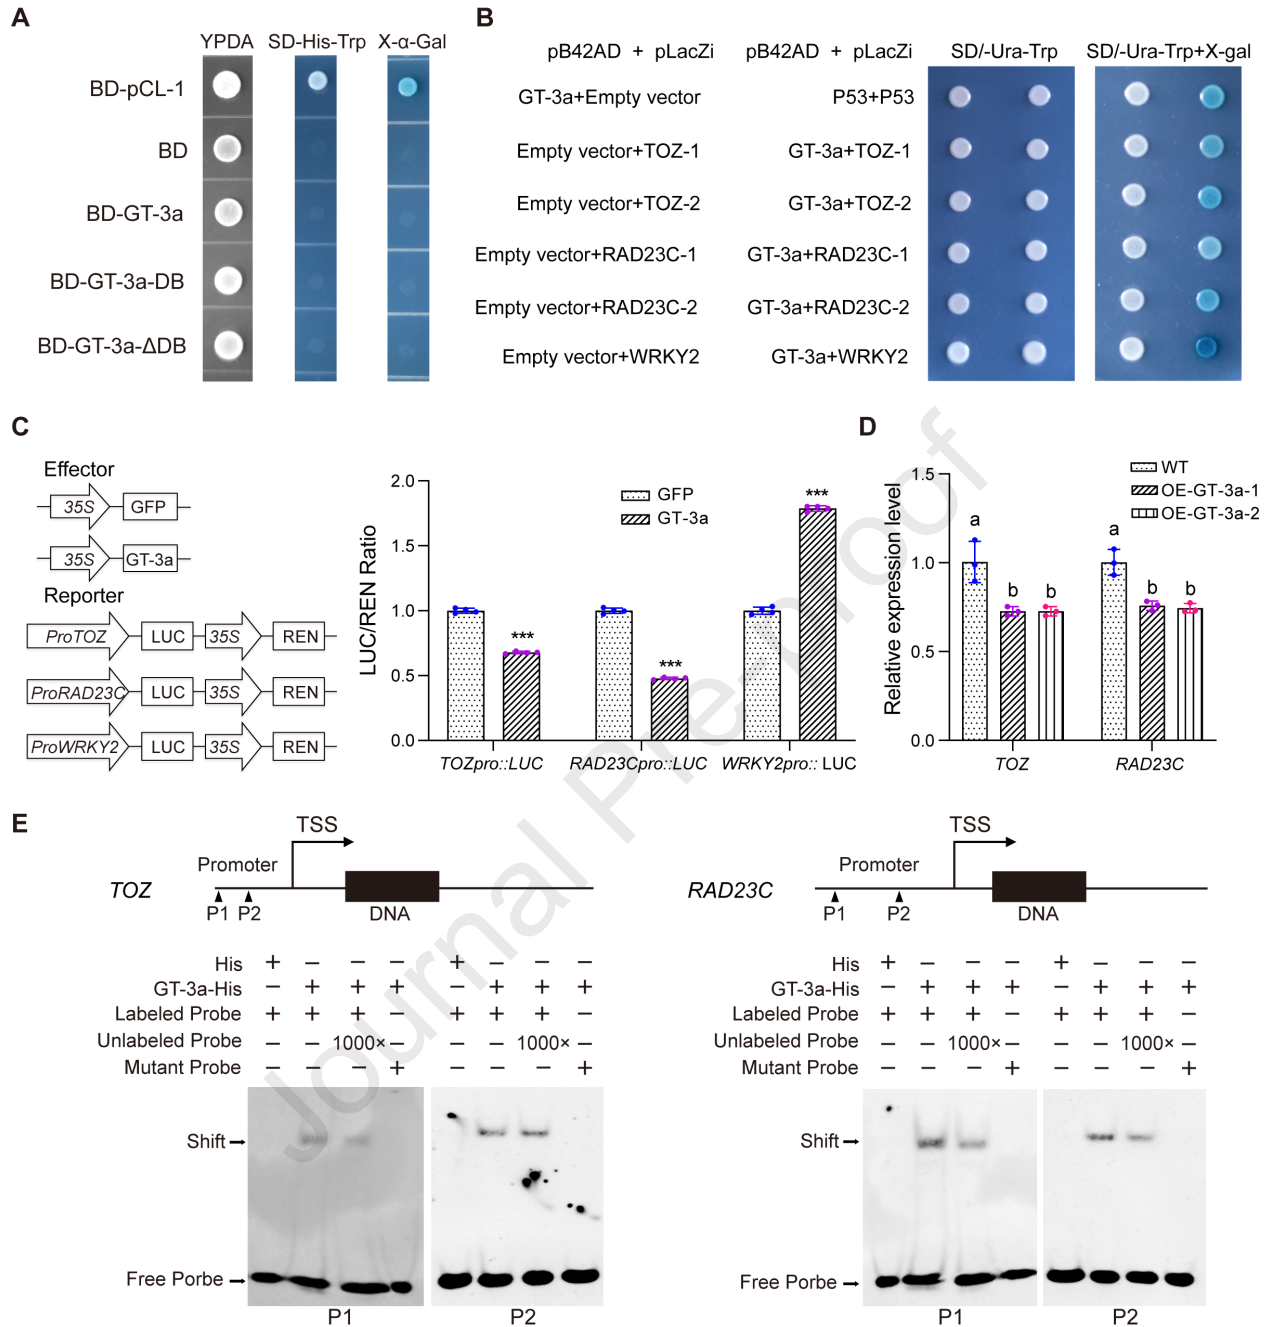 A
YPDA SD-His-Trp X-α-Gal
BD-pCL-1
BD
BD-GT-3a
BD-GT-3a-DB
BD-GT-3a-ΔDB
B
pB42AD + pLacZi pB42AD + pLacZi SD/-Ura-Trp SD/-Ura-Trp+X-gal
GT-3a+Empty vector P53+P53
Empty vector+TOZ-1 GT-3a+TOZ-1
Empty vector+TOZ-2 GT-3a+TOZ-2
Empty vector+RAD23C-1 GT-3a+RAD23C-1
Empty vector+RAD23C-2 GT-3a+RAD23C-2
Empty vector+WRKY2 GT-3a+WRKY2
C
Effector
35S GFP
35S GT-3a
Reporter
ProTOZ LUC 35S REN
ProRAD23C LUC 35S REN
ProWRKY2 LUC 35S REN
LUC/REN Ratio
2.0
1.5
1.0
0.5
0.0
GFP
GT-3a
*** *** ***
TOZpro::LUC RAD23Cpro::LUC WRKY2pro:: LUC
D
Relative expression level
1.5
1.0
0.5
0.0
WT
OE-GT-3a-1
OE-GT-3a-2
a b b a b b
TOZ RAD23C
E
TSS
Promoter
TOZ
P1 P2 DNA
His + − − − + − − −
GT-3a-His − + + + − + + +
Labeled Probe + + + − + + + −
Unlabeled Probe − − 1000× − − − 1000× −
Mutant Probe − − − + − − − +
Shift
Free Porbe
P1 P2
TSS
Promoter
RAD23C
P1 P2 DNA
His + − − − + − − −
GT-3a-His − + + + − + + +
Labeled Probe + + + − + + + −
Unlabeled Probe − − 1000× − − − 1000× −
Mutant Probe − − − + − − − +
Shift
Free Porbe
P1 P2
Journal Pre-proof